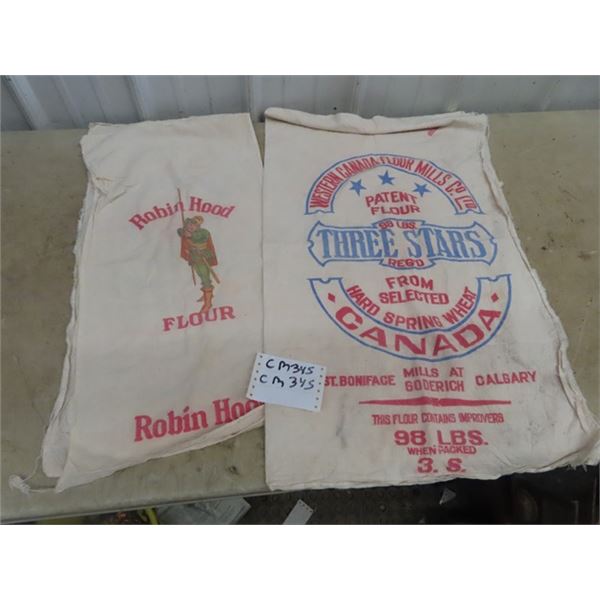 Robin Hood
FLOUR
Robin Hoo
CM345
CM345
WESTERN CANADA FLOUR MILLS CO LTD
PATENT
FLOUR
98 LBS.
THREE STARS
REGD
FROM
SELECTED
HARD SPRING WHEAT
CANADA
MILLS AT
ST. BONIFACE GODERICH CALGARY
THIS FLOUR CONTAINS IMPROVERS
98 LBS.
WHEN PACKED
3. S.